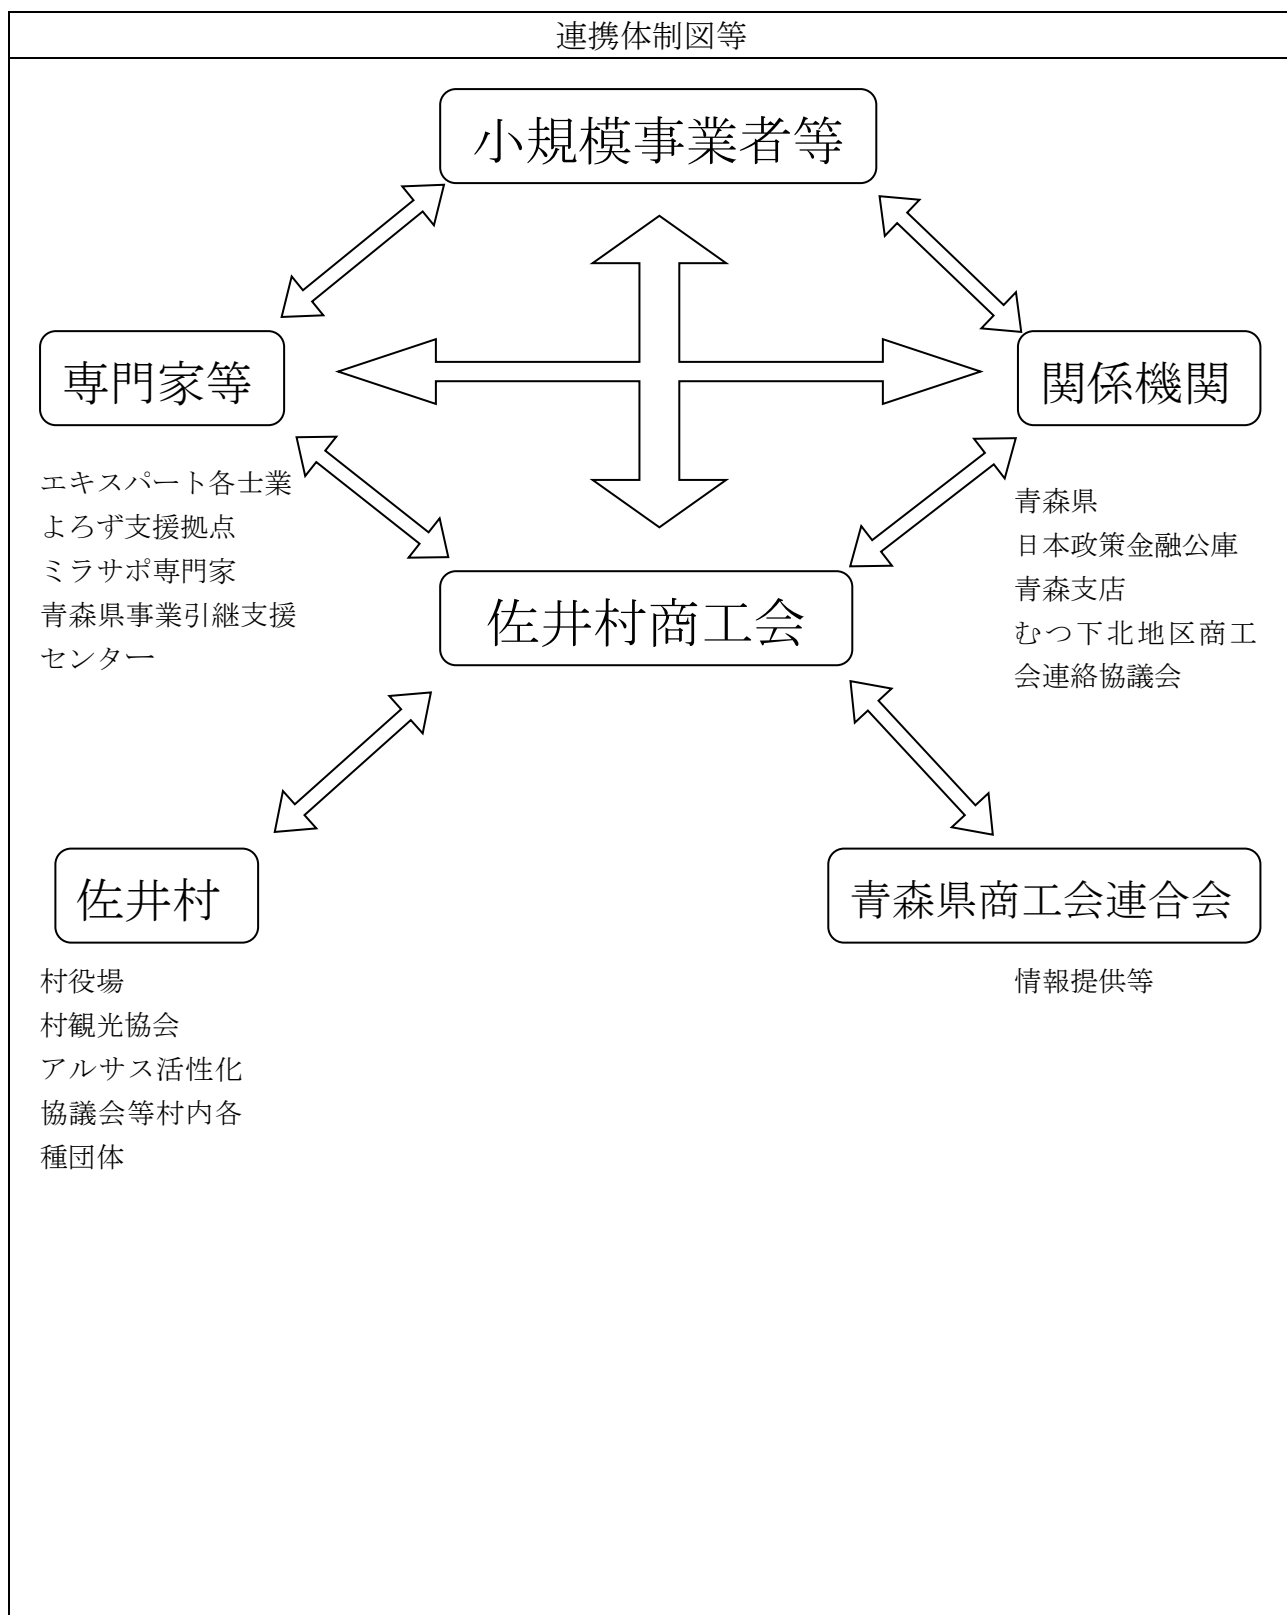 連携体制図等
小規模事業者等
専門家等
関係機関
エキスパート各士業
よろず支援拠点
ミラサポ専門家
青森県事業引継支援
センター
青森県
日本政策金融公庫
青森支店
むつ下北地区商工
会連絡協議会
佐井村商工会
佐井村
青森県商工会連合会
村役場
村観光協会
アルサス活性化
協議会等村内各
種団体
情報提供等